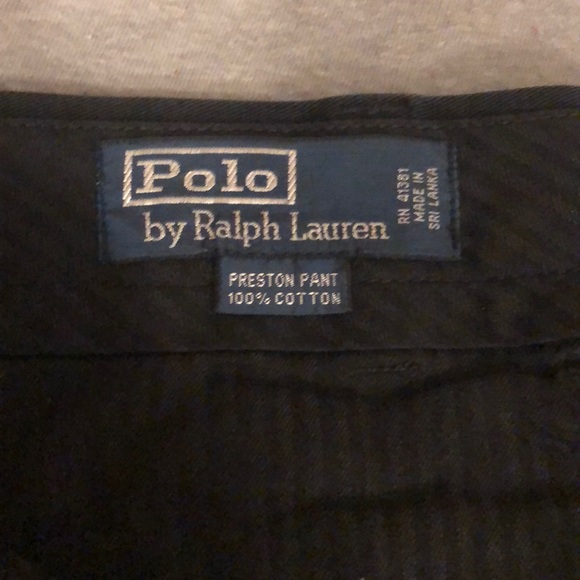 Polo
by Ralph Lauren
RN 41381
MADE IN
SRI LANKA
PRESTON PANT
100% COTTON